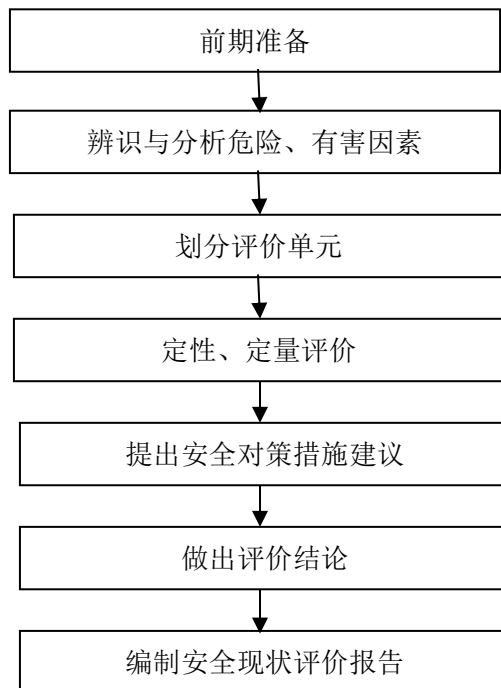 前期准备
辨识与分析危险、有害因素
划分评价单元
定性、定量评价
提出安全对策措施建议
做出评价结论
编制安全现状评价报告